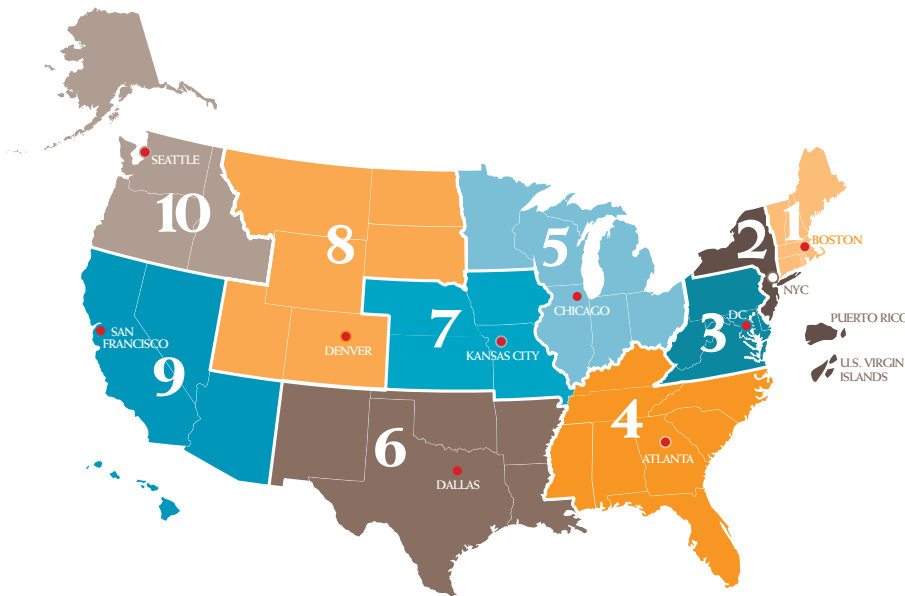 SEATTLE
10
8
5
2
1
BOSTON
NYC
CHICAGO
DC
3
PUERTO RICO
U.S. VIRGIN
ISLANDS
SAN
FRANCISCO
9
DENVER
7
KANSAS CITY
4
ATLANTA
6
DALLAS